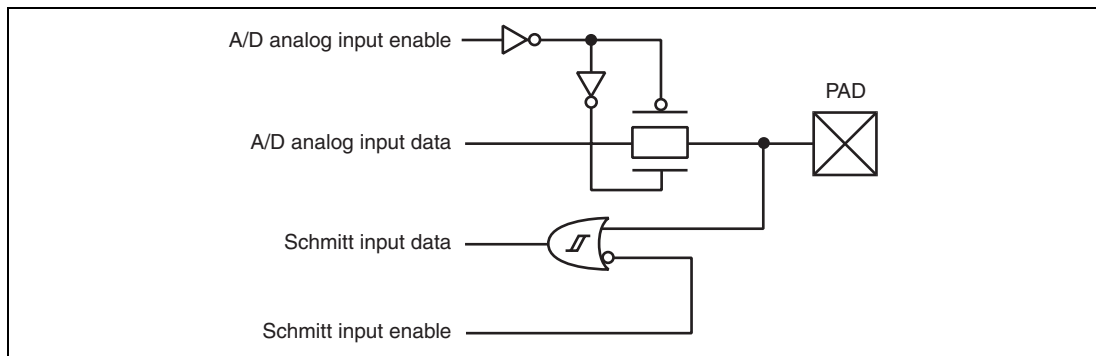 A/D analog input enable
PAD
A/D analog input data
Schmitt input data
Schmitt input enable